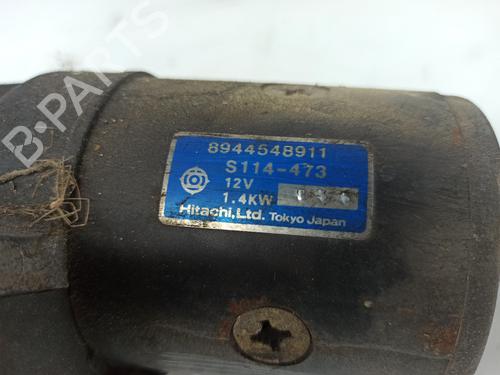 B-PARTS
8944548911
S114-473
12V
1.4KW
Hitachi, Ltd. Tokyo Japan